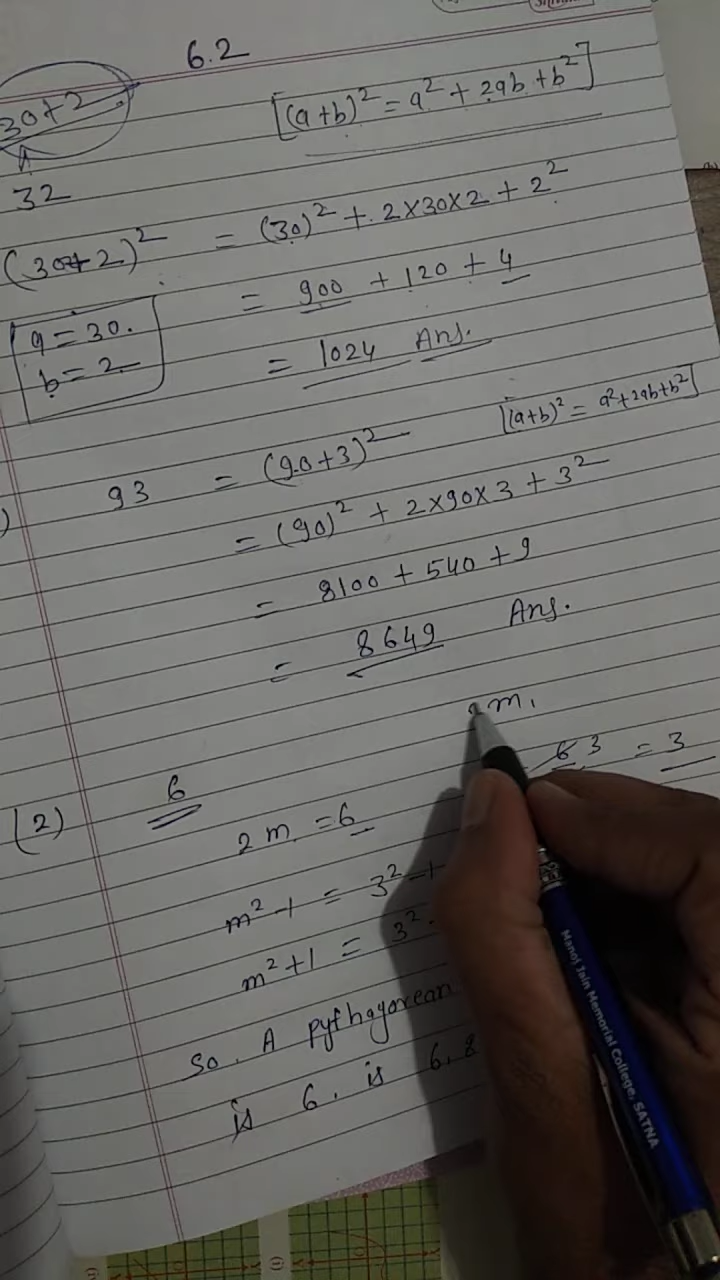 6.2
30+2
[(a+b)² = a² + 2ab + b²]
32
(30+2)² = (30)² + 2×30×2 + 2²
= 900 + 120 + 4
a = 30.
b = 2
= 1024 Ans.
[(a+b)² = a²+2ab+b²]
93 = (90+3)²
= (90)² + 2×90×3 + 3²
= 8100 + 540 + 9
= 8649 Ans.
m.
6 3 = 3
(2) 6
2m = 6
m²-1 = 3²-1
m²+1 = 3²
so. A pythagorean
is 6. is 6,8
Manoj Jain Memorial College, SATNA